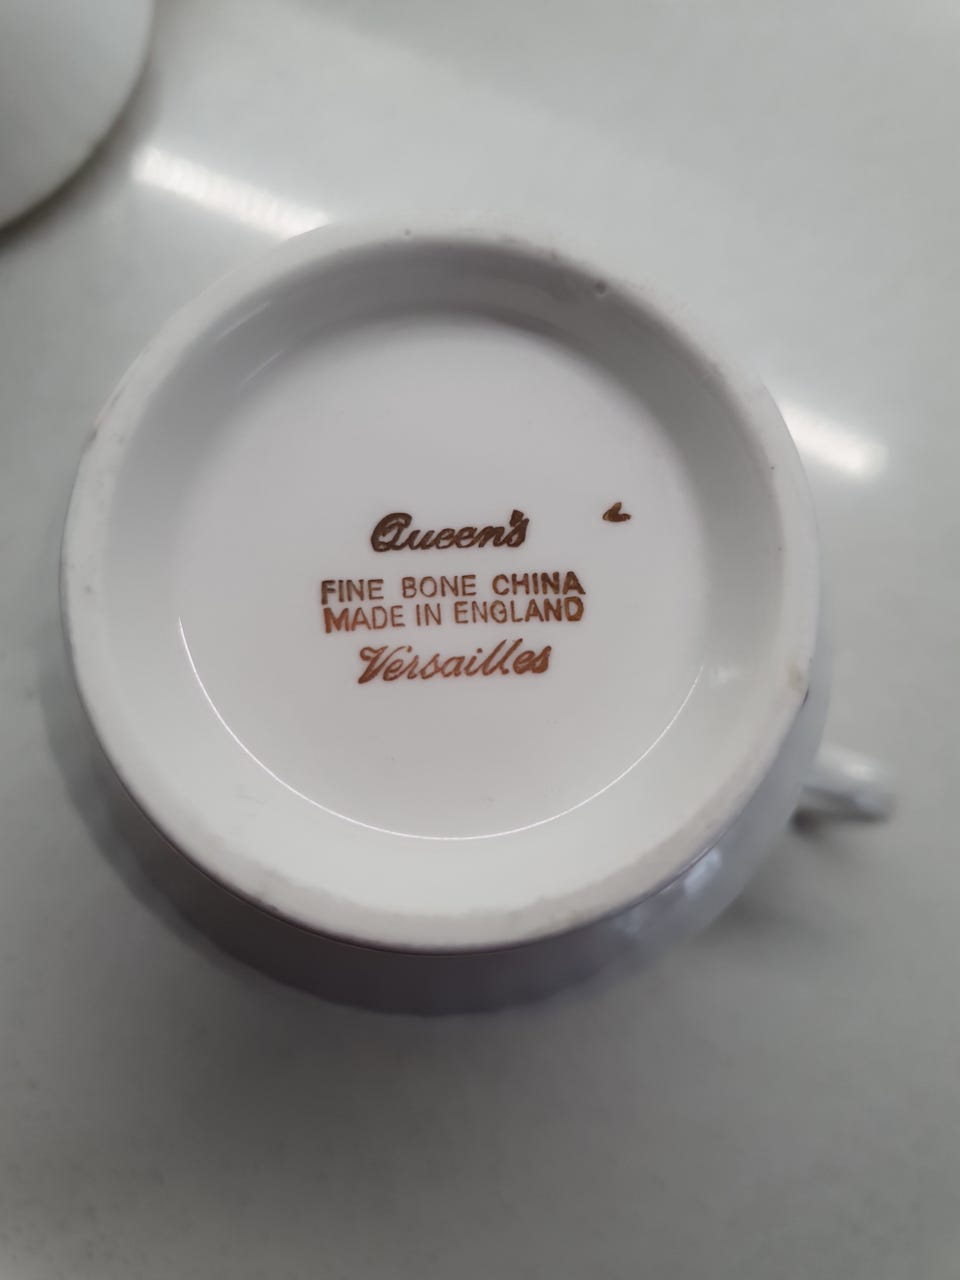 Queen's
FINE BONE CHINA
MADE IN ENGLAND
Versailles